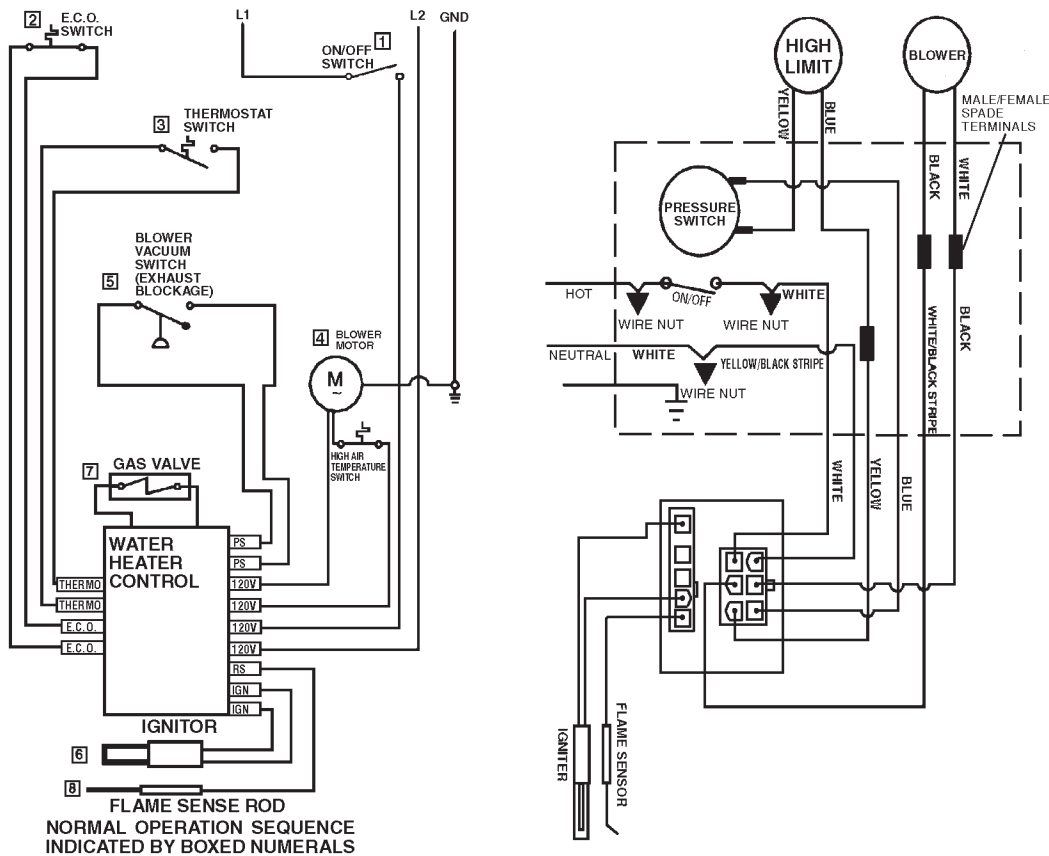 2
E.C.O.
SWITCH
L1
L2
GND
1
ON/OFF
SWITCH
3
THERMOSTAT
SWITCH
BLOWER
VACUUM
SWITCH
(EXHAUST
BLOCKAGE)
5
4
BLOWER
MOTOR
M
~
HIGH AIR
TEMPERATURE
SWITCH
7
GAS VALVE
WATER
HEATER
CONTROL
THERMO
THERMO
E.C.O.
E.C.O.
PS
PS
120V
120V
120V
120V
RS
IGN
IGN
IGNITOR
6
8
FLAME SENSE ROD
NORMAL OPERATION SEQUENCE
INDICATED BY BOXED NUMERALS
HIGH
LIMIT
BLOWER
YELLOW
BLUE
MALE/FEMALE
SPADE
TERMINALS
BLACK
WHITE
PRESSURE
SWITCH
HOT
ON/OFF
WHITE
WIRE NUT
WIRE NUT
NEUTRAL
WHITE
YELLOW/BLACK STRIPE
WIRE NUT
WHITE/BLACK STRIPE
BLACK
WHITE
YELLOW
BLUE
IGNITER
FLAME SENSOR